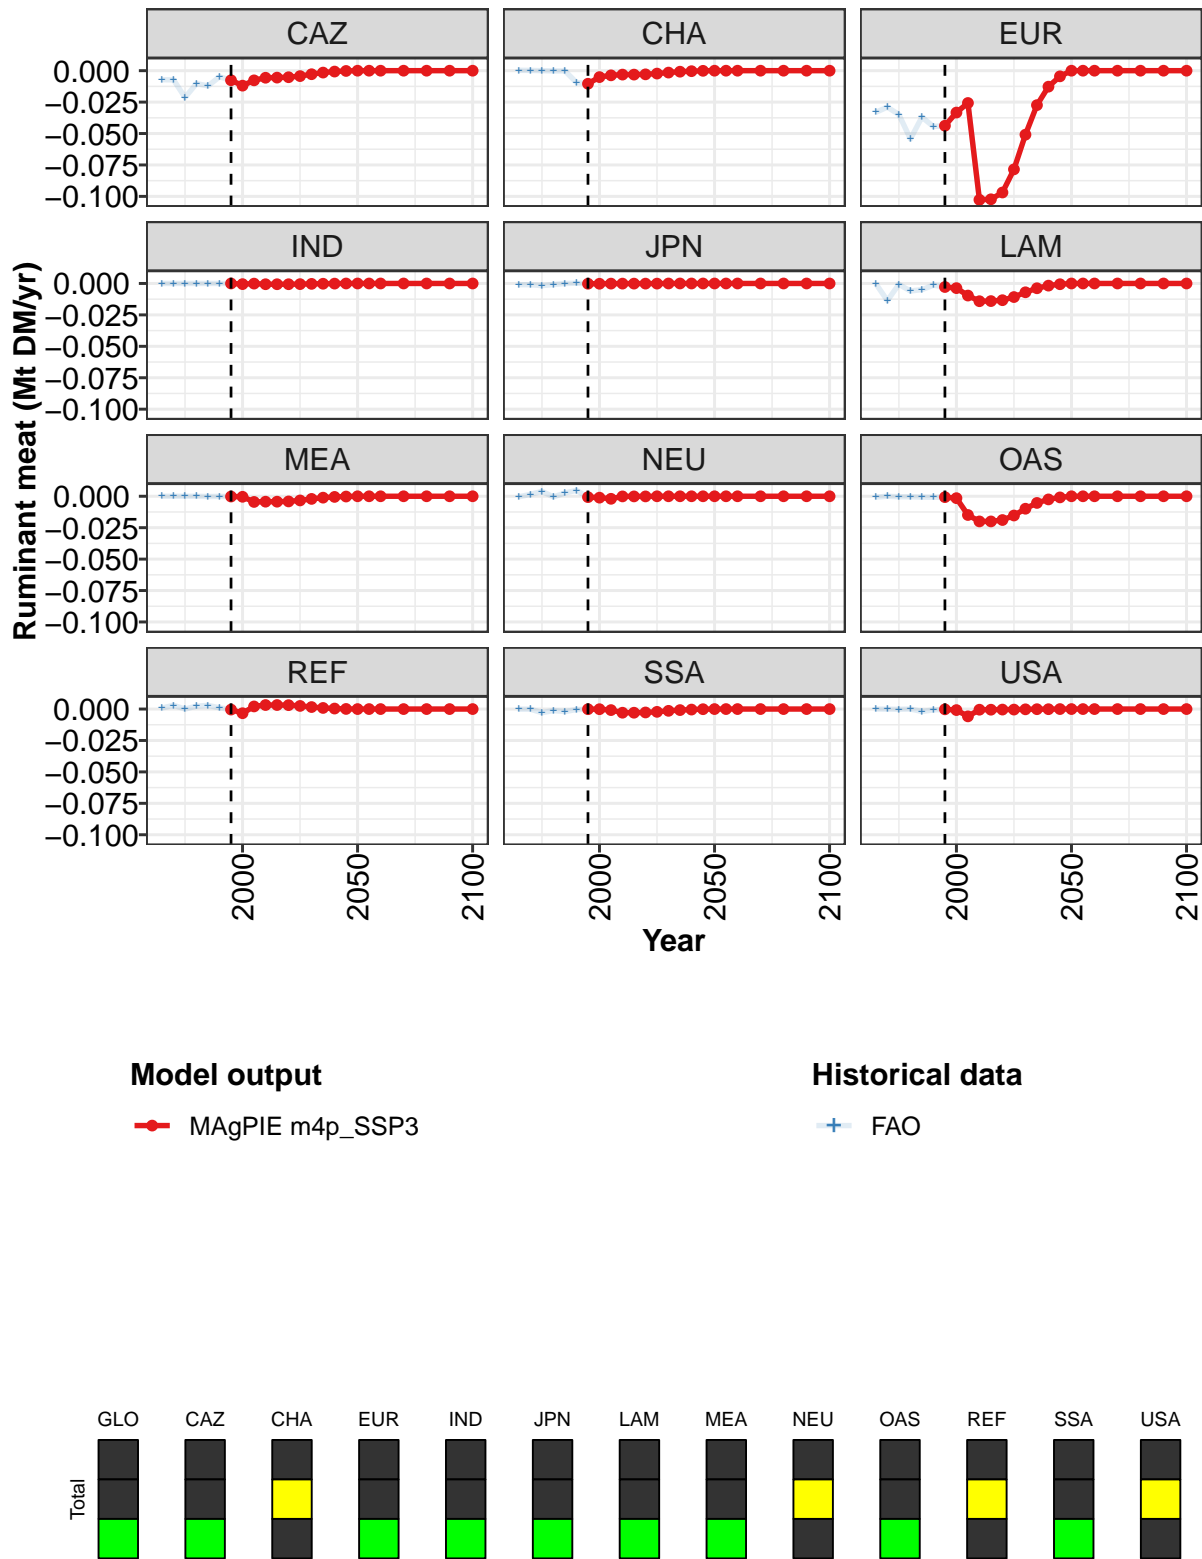 CAZ CHA EUR
0.000
−0.025
−0.050
−0.075
−0.100
IND JPN LAM
0.000
−0.025
−0.050
−0.075
−0.100
MEA NEU OAS
0.000
−0.025
−0.050
−0.075
−0.100
REF SSA USA
0.000
−0.025
−0.050
−0.075
−0.100
Ruminant meat (Mt DM/yr)
2000 2050 2100 2000 2050 2100 2000 2050 2100
Year
Model output
MAgPIE m4p_SSP3
Historical data
FAO
GLO CAZ CHA EUR IND JPN LAM MEA NEU OAS REF SSA USA
Total